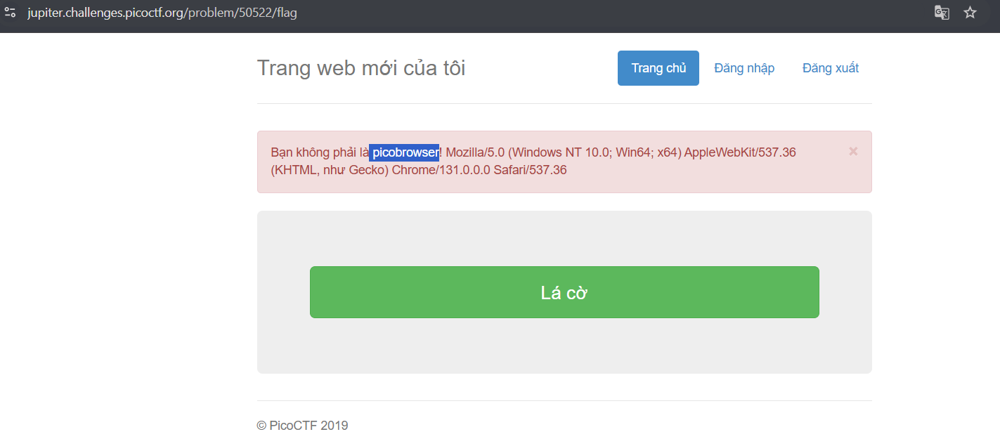 jupiter.challenges.picoctf.org/problem/50522/flag
Trang web mới của tôi
Trang chủ
Đăng nhập
Đăng xuất
Bạn không phải là picobrowser! Mozilla/5.0 (Windows NT 10.0; Win64; x64) AppleWebKit/537.36
(KHTML, như Gecko) Chrome/131.0.0.0 Safari/537.36
×
Lá cờ
© PicoCTF 2019